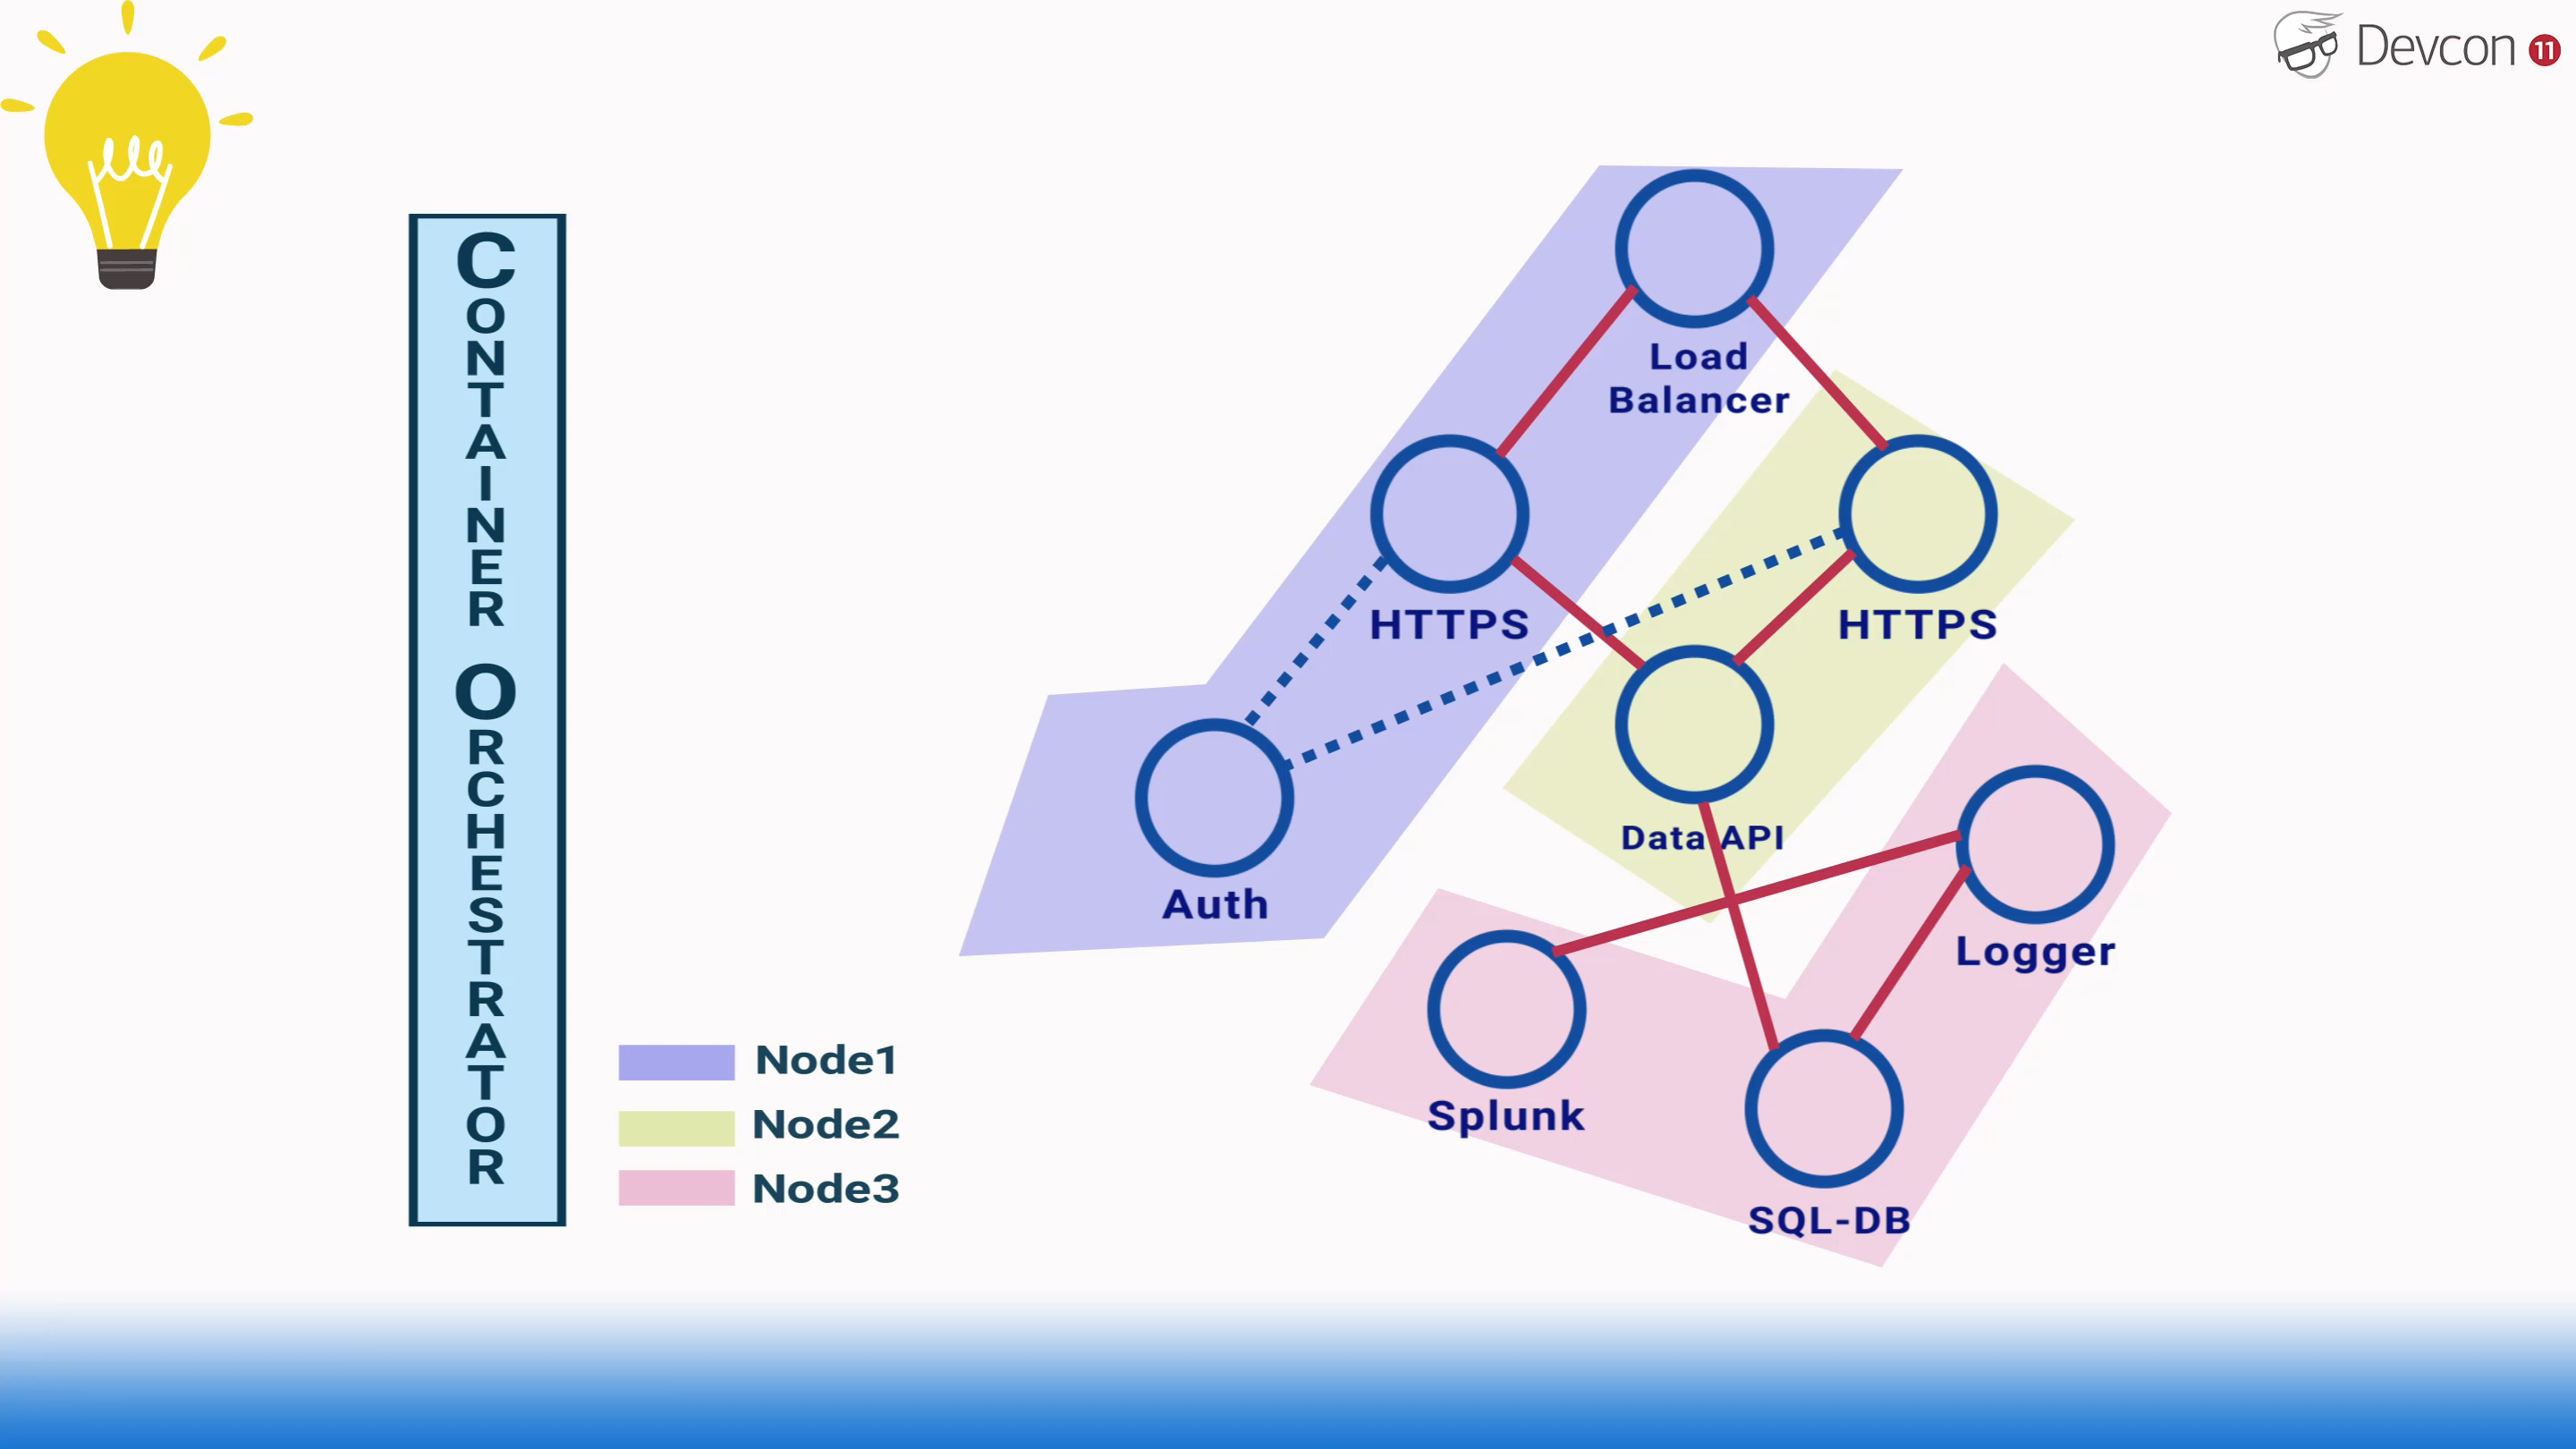 Devcon 11
CONTAINER ORCHESTRATOR
Load
Balancer
HTTPS
HTTPS
Data API
Auth
Logger
Splunk
SQL-DB
Node1
Node2
Node3